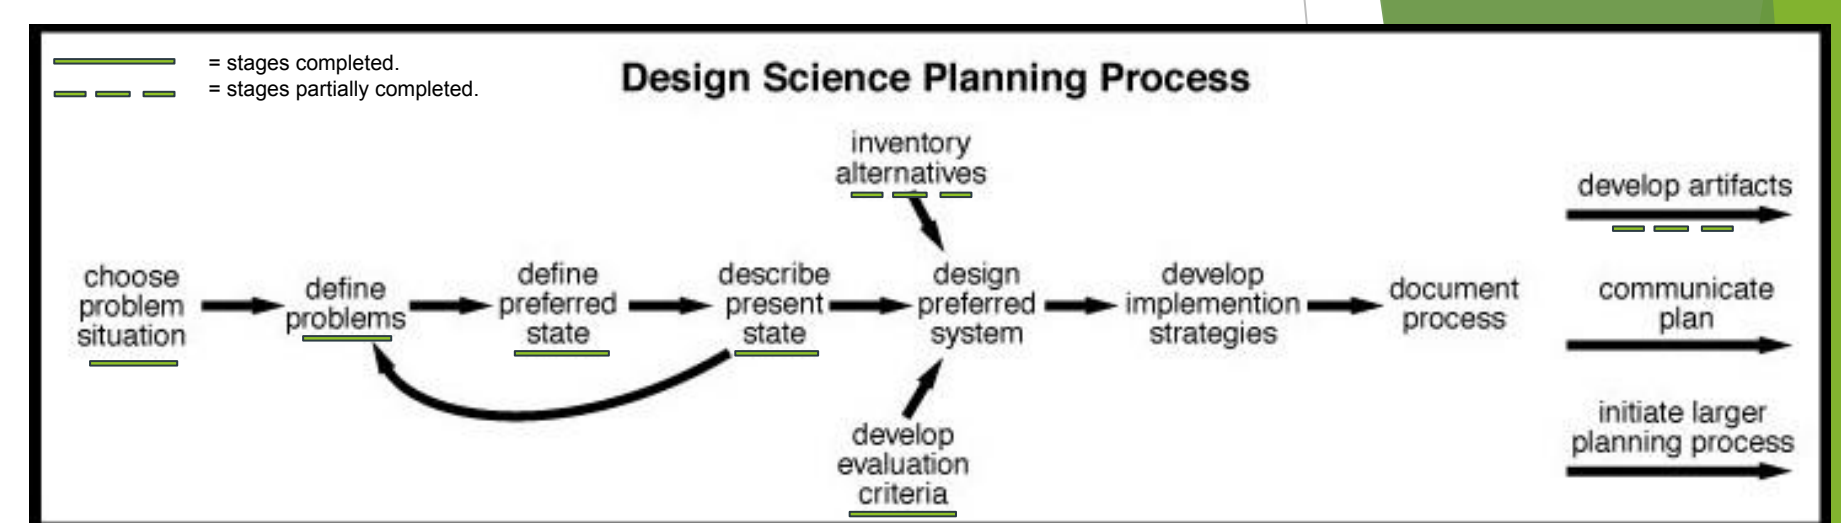 = stages completed.
= stages partially completed.
Design Science Planning Process
inventory
alternatives
choose
problem
situation
define
problems
define
preferred
state
describe
present
state
design
preferred
system
develop
implemention
strategies
document
process
develop
evaluation
criteria
develop artifacts
communicate
plan
initiate larger
planning process